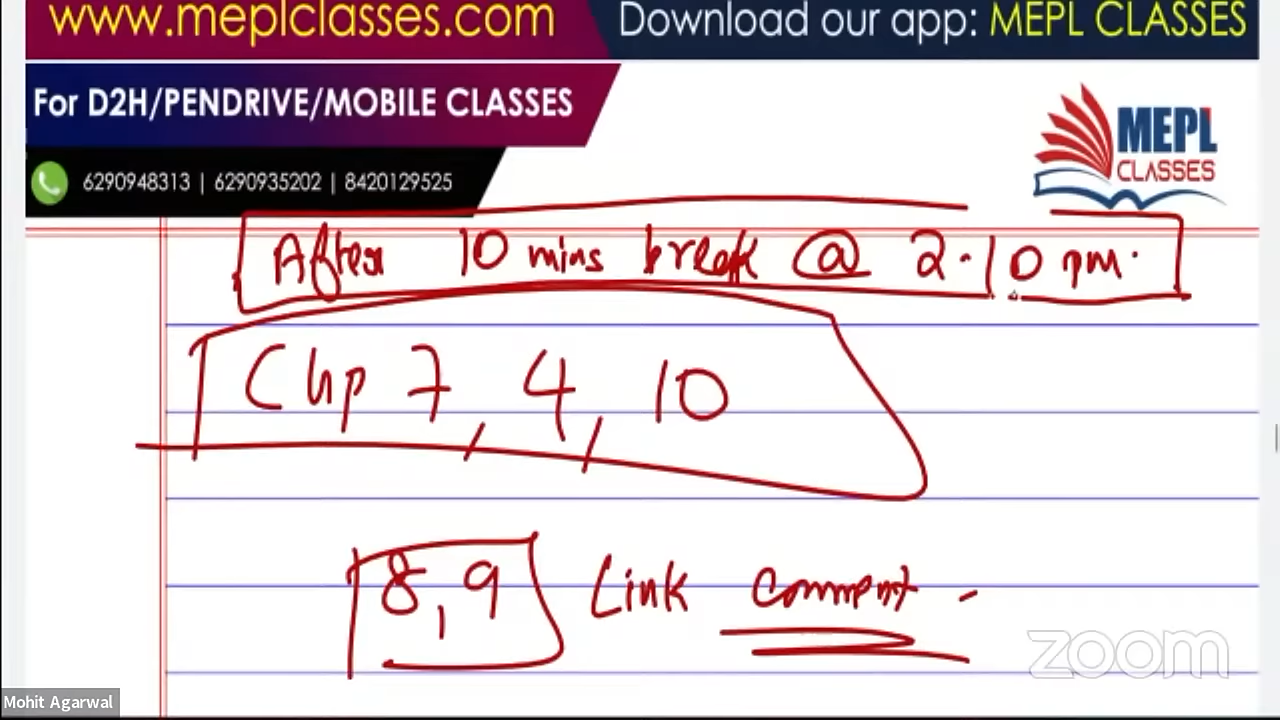 www.meplclasses.com
Download our app: MEPL CLASSES
For D2H/PENDRIVE/MOBILE CLASSES
MEPL
CLASSES
6290948313 | 6290935202 | 8420129525
After 10 mins break @ 2.10 pm.
Chp 7, 4, 10
8, 9 Link comment -
zoom
Mohit Agarwal